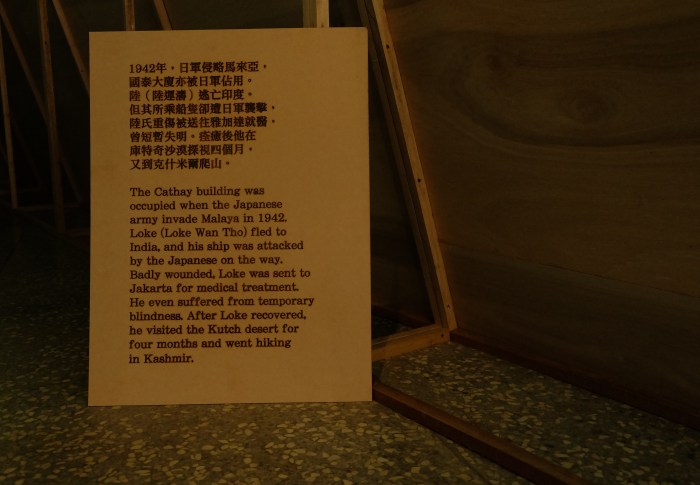 1942年，日軍侵略馬來亞，
國泰大廈亦被日軍佔用。
陸（陸運濤）逃亡印度。
但其所乘船隻卻遭日軍襲擊，
陸氏重傷被送往雅加達就醫，
曾短暫失明。痊癒後他在
庫特奇沙漠探視四個月，
又到克什米爾爬山。
The Cathay building was
occupied when the Japanese
army invade Malaya in 1942.
Loke (Loke Wan Tho) fled to
India, and his ship was attacked
by the Japanese on the way.
Badly wounded, Loke was sent to
Jakarta for medical treatment.
He even suffered from temporary
blindness. After Loke recovered,
he visited the Kutch desert for
four months and went hiking
in Kashmir.